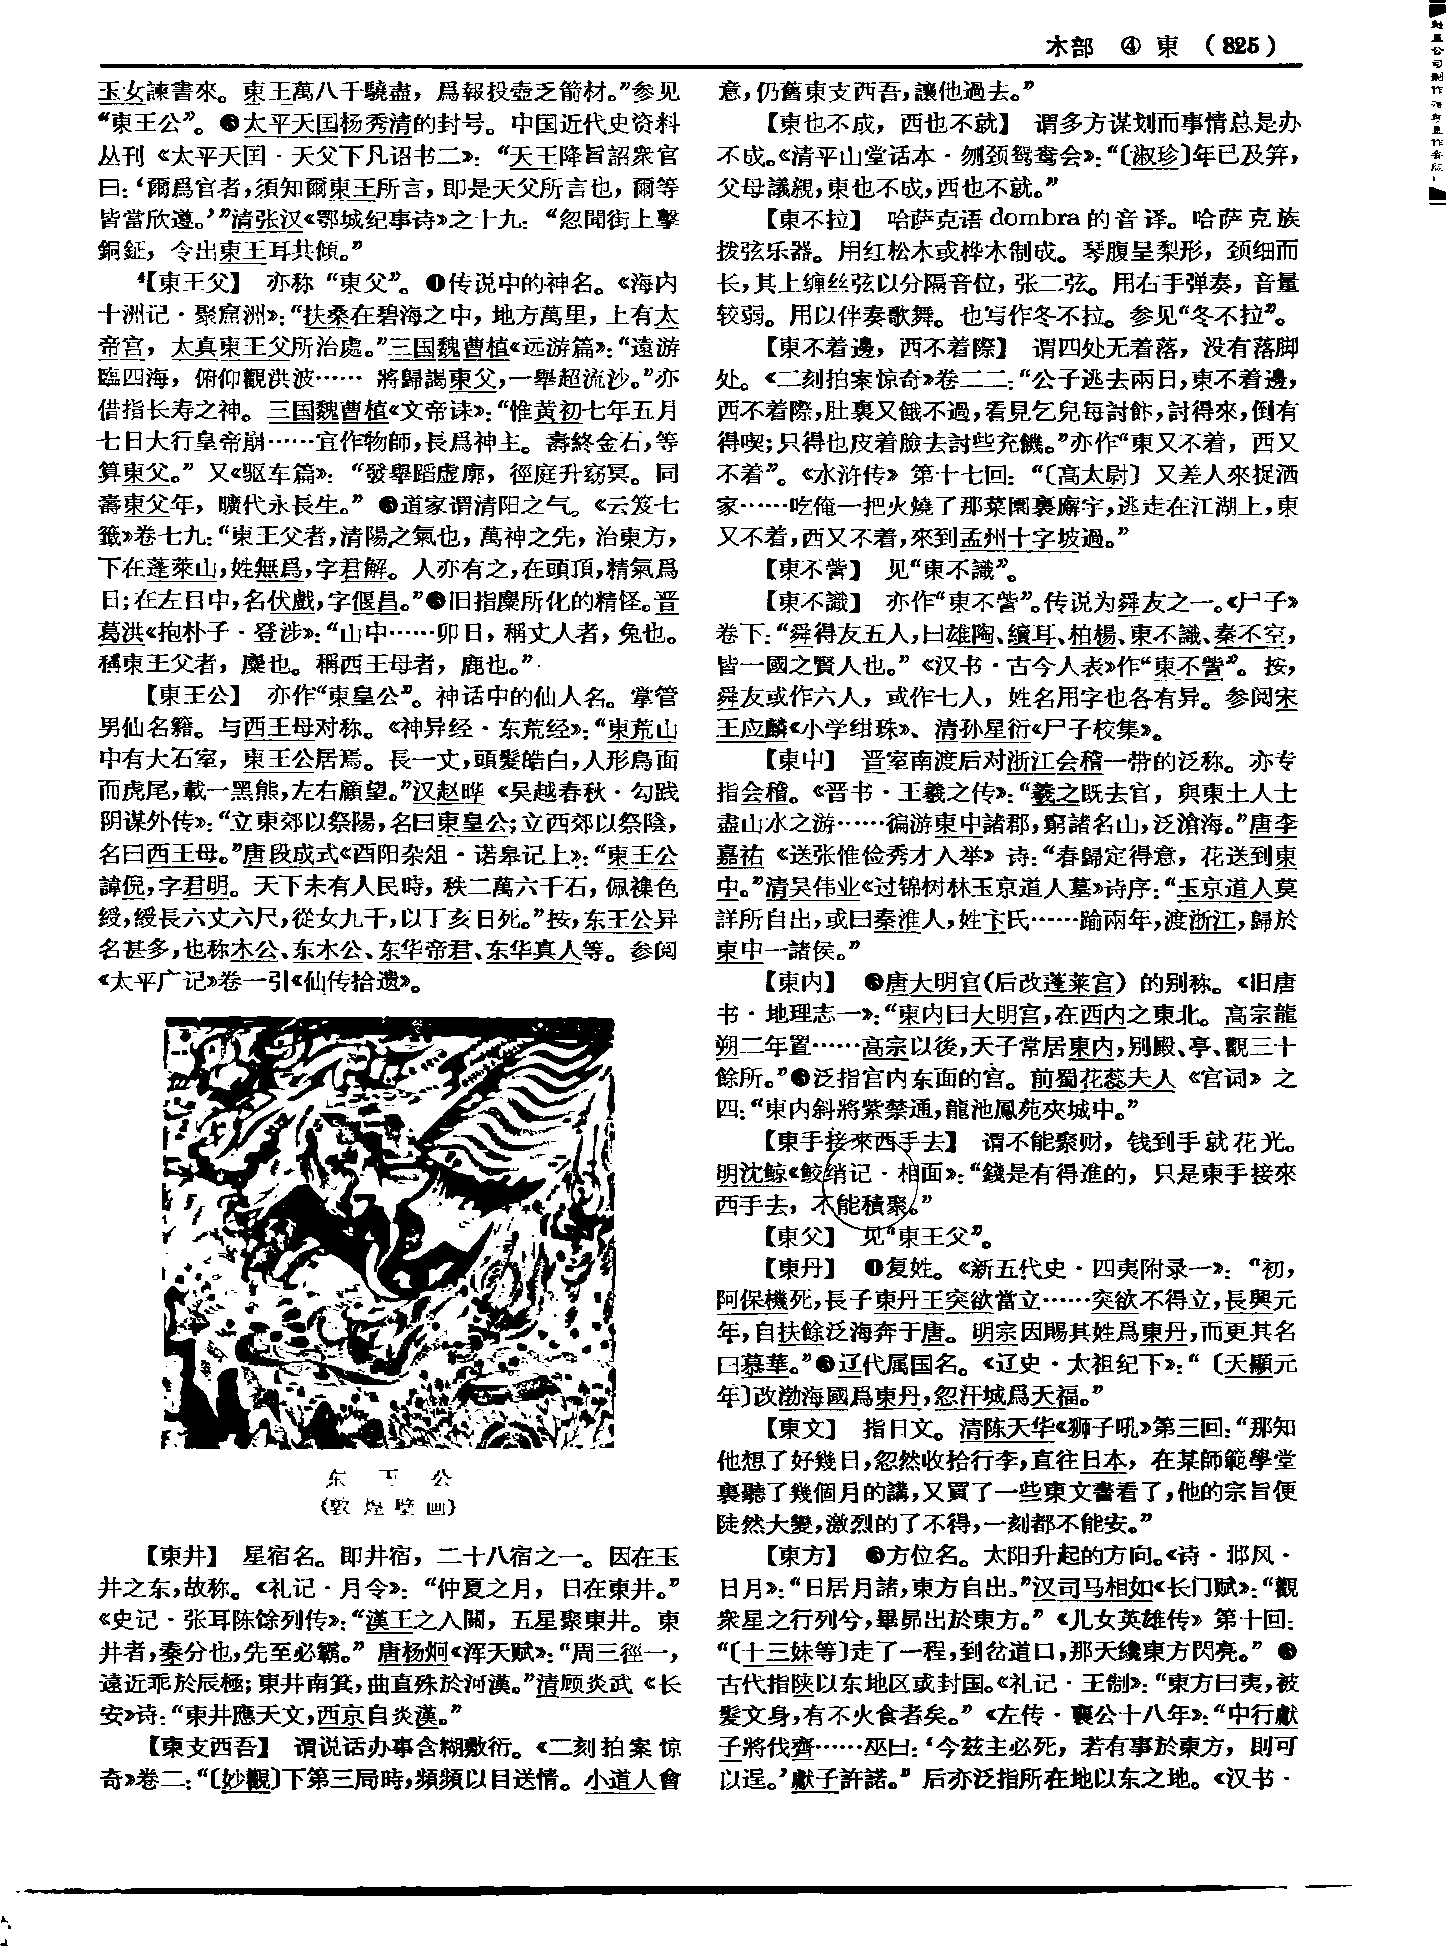 木部 ④ 東 (825)
玉女諫書來。東王萬八千驍盡，爲報投壺乏箭材。”参见
“東王公”。❸太平天国杨秀清的封号。中国近代史资料
丛刊《太平天囯·天父下凡诏书二》：“天王降旨詔衆官
曰：‘爾爲官者，須知爾東王所言，即是天父所言也，爾等
皆當欣遵。’”清张汉《鄂城纪事诗》之十九：“忽聞街上擊
銅鉦，令出東王耳共傾。”
【東王父】 亦称“東父”。❶传说中的神名。《海内
十洲记·聚窟洲》：“扶桑在碧海之中，地方萬里，上有太
帝宫，太真東王父所治處。”三国魏曹植《远游篇》：“遠游
臨四海，俯仰觀洪波……將歸謁東父，一舉超流沙。”亦
借指长寿之神。三国魏曹植《文帝诔》：“惟黄初七年五月
七日大行皇帝崩……宜作物師，長爲神主。壽終金石，等
算東父。”又《驱车篇》：“發舉蹈虚廓，徑庭升窈冥。同
壽東父年，曠代永長生。”❷道家谓清阳之气。《云笈七
籤》卷七九：“東王父者，清陽之氣也，萬神之先，治東方，
下在蓬萊山，姓無爲，字君解。人亦有之，在頭頂，精氣爲
日；在左目中，名伏戲，字偃昌。”❸旧指麋所化的精怪。晋
葛洪《抱朴子·登涉》：“山中……卯日，稱丈人者，兔也。
稱東王父者，麋也。稱西王母者，鹿也。”
【東王公】 亦作“東皇公”。神话中的仙人名。掌管
男仙名籍。与西王母对称。《神异经·东荒经》：“東荒山
中有大石室，東王公居焉。長一丈，頭髮皓白，人形鳥面
而虎尾，載一黑熊，左右顧望。”汉赵晔《吴越春秋·勾践
阴谋外传》：“立東郊以祭陽，名曰東皇公；立西郊以祭陰，
名曰西王母。”唐段成式《酉阳杂俎·诺皋记上》：“東王公
諱倪，字君明。天下未有人民時，秩二萬六千石，佩襍色
綬，綬長六丈六尺，從女九千，以丁亥日死。”按，东王公异
名甚多，也称木公、东木公、东华帝君、东华真人等。参阅
《太平广记》卷一引《仙传拾遗》。
东王公
(敦煌壁画)
【東井】 星宿名。即井宿，二十八宿之一。因在玉
井之东，故称。《礼记·月令》：“仲夏之月，日在東井。”
《史记·张耳陈馀列传》：“漢王之入關，五星聚東井。東
井者，秦分也，先至必霸。”唐杨炯《浑天赋》：“周三徑一，
遠近乖於辰極；東井南箕，曲直殊於河漢。”清顾炎武《长
安》诗：“東井應天文，西京自炎漢。”
【東支西吾】 谓说话办事含糊敷衍。《二刻拍案惊
奇》卷二：“〔妙觀〕下第三局時，頻頻以目送情。小道人會
意，仍舊東支西吾，讓他過去。”
【東也不成，西也不就】 谓多方谋划而事情总是办
不成。《清平山堂话本·刎颈鸳鸯会》：“〔淑珍〕年已及笄，
父母議親，東也不成，西也不就。”
【東不拉】 哈萨克语dombra的音译。哈萨克族
拨弦乐器。用红松木或桦木制成。琴腹呈梨形，颈细而
长，其上缠丝弦以分隔音位，张二弦。用右手弹奏，音量
较弱。用以伴奏歌舞。也写作冬不拉。参见“冬不拉”。
【東不着邊，西不着際】 谓四处无着落，没有落脚
处。《二刻拍案惊奇》卷二二：“公子逃去兩日，東不着邊，
西不着際，肚裏又餓不過，看見乞兒每討飰，討得來，倒有
得喫；只得也皮着臉去討些充饑。”亦作“東又不着，西又
不着”。《水浒传》第十七回：“〔高太尉〕又差人來捉洒
家……吃俺一把火燒了那菜園裏廨宇，逃走在江湖上，東
又不着，西又不着，來到孟州十字坡過。”
【東不訾】 见“東不識”。
【東不識】 亦作“東不訾”。传说为舜友之一。《尸子》
卷下：“舜得友五人，曰雄陶、續耳、柏楊、東不識、秦不空，
皆一國之賢人也。”《汉书·古今人表》作“東不訾”。按，
舜友或作六人，或作七人，姓名用字也各有异。参阅宋
王应麟《小学绀珠》、清孙星衍《尸子校集》。
【東中】 晋室南渡后对浙江会稽一带的泛称。亦专
指会稽。《晋书·王羲之传》：“羲之既去官，與東土人士
盡山水之游……徧游東中諸郡，窮諸名山，泛滄海。”唐李
嘉祐《送张惟俭秀才入举》诗：“春歸定得意，花送到東
中。”清吴伟业《过锦树林玉京道人墓》诗序：“玉京道人莫
詳所自出，或曰秦淮人，姓卞氏……踰兩年，渡浙江，歸於
東中一諸侯。”
【東内】 ❶唐大明宫(后改蓬莱宫)的别称。《旧唐
书·地理志一》：“東内曰大明宫，在西内之東北。高宗龍
朔二年置……高宗以後，天子常居東内，别殿、亭、觀三十
餘所。”❷泛指宫内东面的宫。前蜀花蕊夫人《宫词》之
四：“東内斜將紫禁通，龍池鳳苑夾城中。”
【東手接來西手去】 谓不能聚财，钱到手就花光。
明沈鲸《鲛绡记·相面》：“錢是有得進的，只是東手接來
西手去，不能積聚。”
【東父】 见“東王父”。
【東丹】 ❶复姓。《新五代史·四夷附录一》：“初，
阿保機死，長子東丹王突欲當立……突欲不得立，長興元
年，自扶餘泛海奔于唐。明宗因賜其姓爲東丹，而更其名
曰慕華。”❷辽代属国名。《辽史·太祖纪下》：“〔天顯元
年〕改渤海國爲東丹，忽汗城爲天福。”
【東文】 指日文。清陈天华《狮子吼》第三回：“那知
他想了好幾日，忽然收拾行李，直往日本，在某師範學堂
裏聽了幾個月的講，又買了一些東文書看了，他的宗旨便
陡然大變，激烈的了不得，一刻都不能安。”
【東方】 ❶方位名。太阳升起的方向。《诗·邶风·
日月》：“日居月諸，東方自出。”汉司马相如《长门赋》：“觀
衆星之行列兮，畢昴出於東方。”《儿女英雄传》第十回：
“〔十三妹等〕走了一程，到岔道口，那天纔東方閃亮。”❷
古代指陕以东地区或封国。《礼记·王制》：“東方曰夷，被
髮文身，有不火食者矣。”《左传·襄公十八年》：“中行獻
子將伐齊……巫曰：‘今兹主必死，若有事於東方，則可
以逞。’獻子許諾。”后亦泛指所在地以东之地。《汉书·